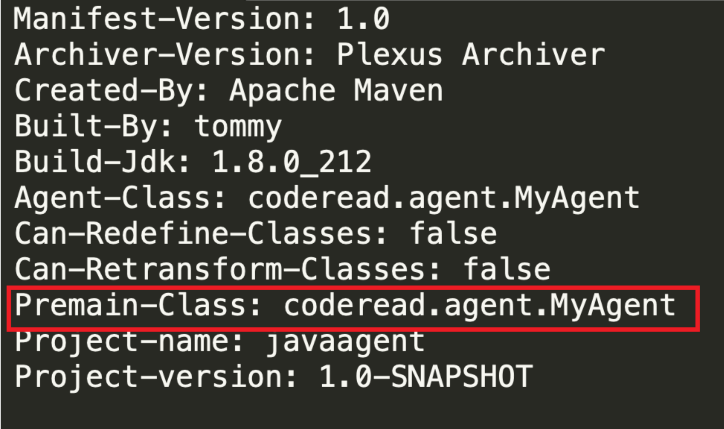 Manifest-Version: 1.0
Archiver-Version: Plexus Archiver
Created-By: Apache Maven
Built-By: tommy
Build-Jdk: 1.8.0_212
Agent-Class: coderead.agent.MyAgent
Can-Redefine-Classes: false
Can-Retransform-Classes: false
Premain-Class: coderead.agent.MyAgent
Project-name: javaagent
Project-version: 1.0-SNAPSHOT